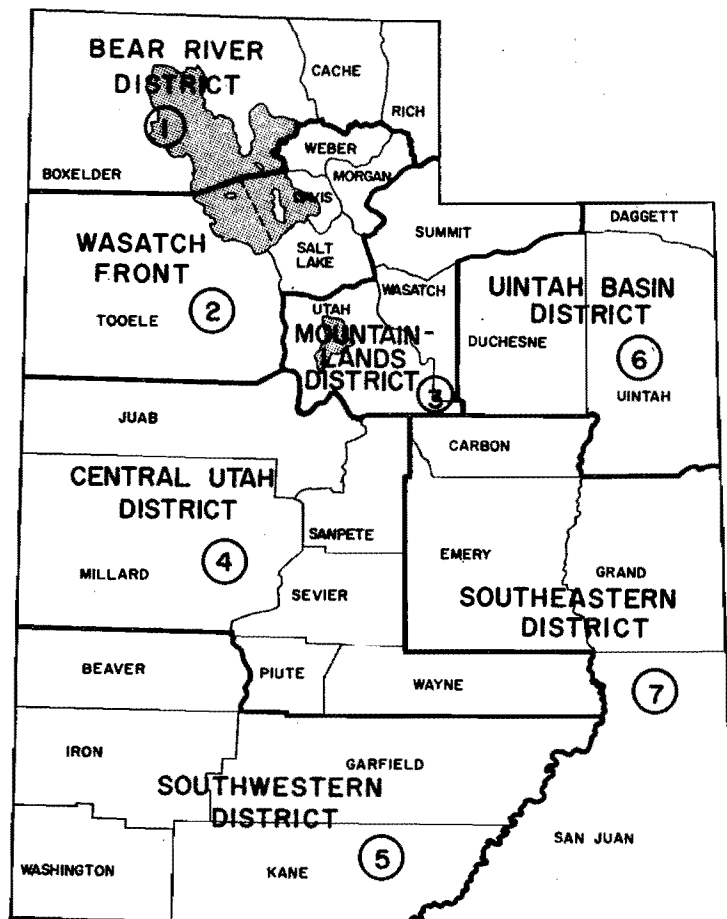 BEAR RIVER
DISTRICT
1
CACHE
RICH
BOXELDER
WEBER
MORGAN
DAVIS
SALT
LAKE
SUMMIT
DAGGETT
WASATCH
FRONT
2
TOOELE
WASATCH
UTAH
MOUNTAIN-
LANDS
DISTRICT
3
UINTAH BASIN
DISTRICT
DUCHESNE
6
UINTAH
JUAB
CARBON
CENTRAL UTAH
DISTRICT
4
SANPETE
MILLARD
SEVIER
EMERY
GRAND
SOUTHEASTERN
DISTRICT
7
BEAVER
PIUTE
WAYNE
IRON
GARFIELD
SOUTHWESTERN
DISTRICT
5
WASHINGTON
KANE
SAN JUAN